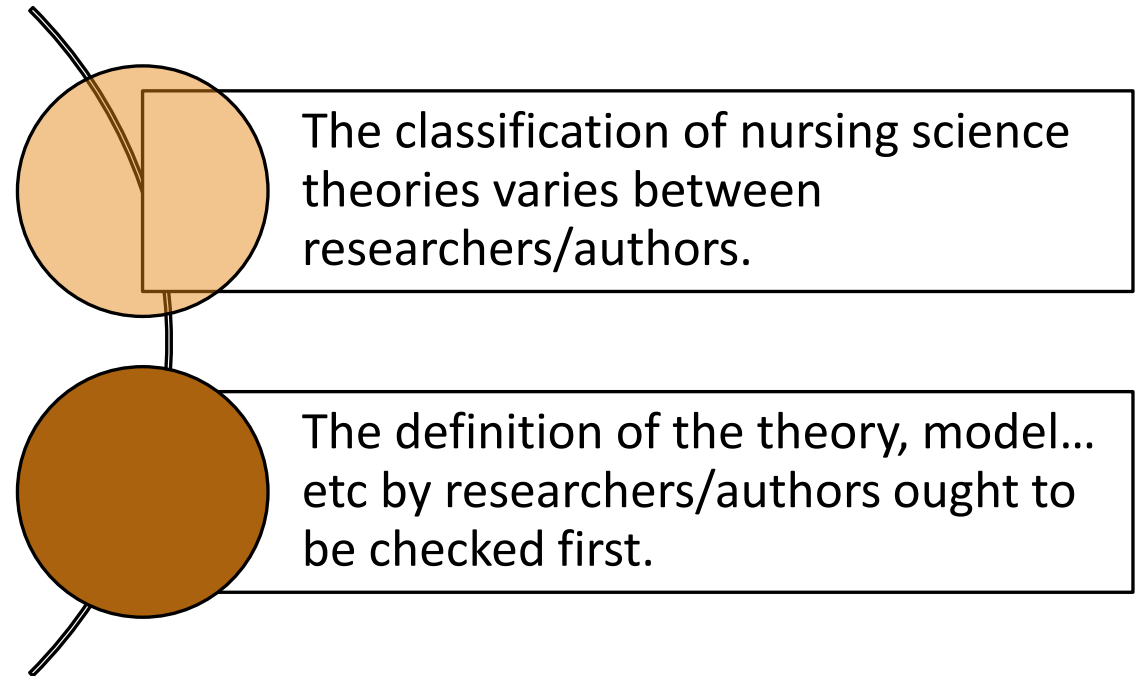 The classification of nursing science
theories varies between
researchers/authors.
The definition of the theory, model…
etc by researchers/authors ought to
be checked first.